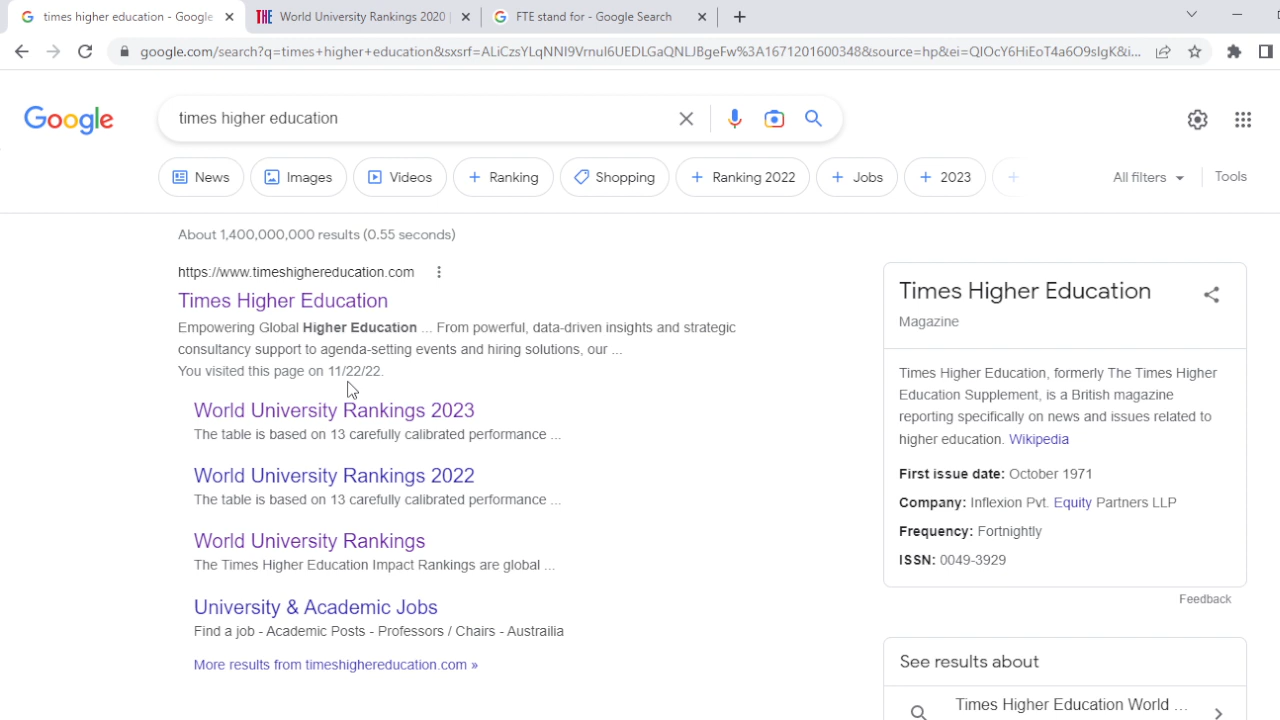 times higher education - Google
World University Rankings 2020
FTE stand for - Google Search
google.com/search?q=times+higher+education&sxsrf=ALiCzsYLqNNI9Vrnul6UEDLGaQNLJBgeFw%3A1671201600348&source=hp&ei=QIOcY6HiEoT4a6O9sIgK&i...
Google
times higher education
News
Images
Videos
Ranking
Shopping
Ranking 2022
Jobs
2023
All filters
Tools
About 1,400,000,000 results (0.55 seconds)
https://www.timeshighereducation.com
Times Higher Education
Empowering Global Higher Education ... From powerful, data-driven insights and strategic
consultancy support to agenda-setting events and hiring solutions, our ...
You visited this page on 11/22/22.
World University Rankings 2023
The table is based on 13 carefully calibrated performance ...
World University Rankings 2022
The table is based on 13 carefully calibrated performance ...
World University Rankings
The Times Higher Education Impact Rankings are global ...
University & Academic Jobs
Find a job - Academic Posts - Professors / Chairs - Austrailia
More results from timeshighereducation.com »
Times Higher Education
Magazine
Times Higher Education, formerly The Times Higher
Education Supplement, is a British magazine
reporting specifically on news and issues related to
higher education. Wikipedia
First issue date: October 1971
Company: Inflexion Pvt. Equity Partners LLP
Frequency: Fortnightly
ISSN: 0049-3929
Feedback
See results about
Times Higher Education World ...